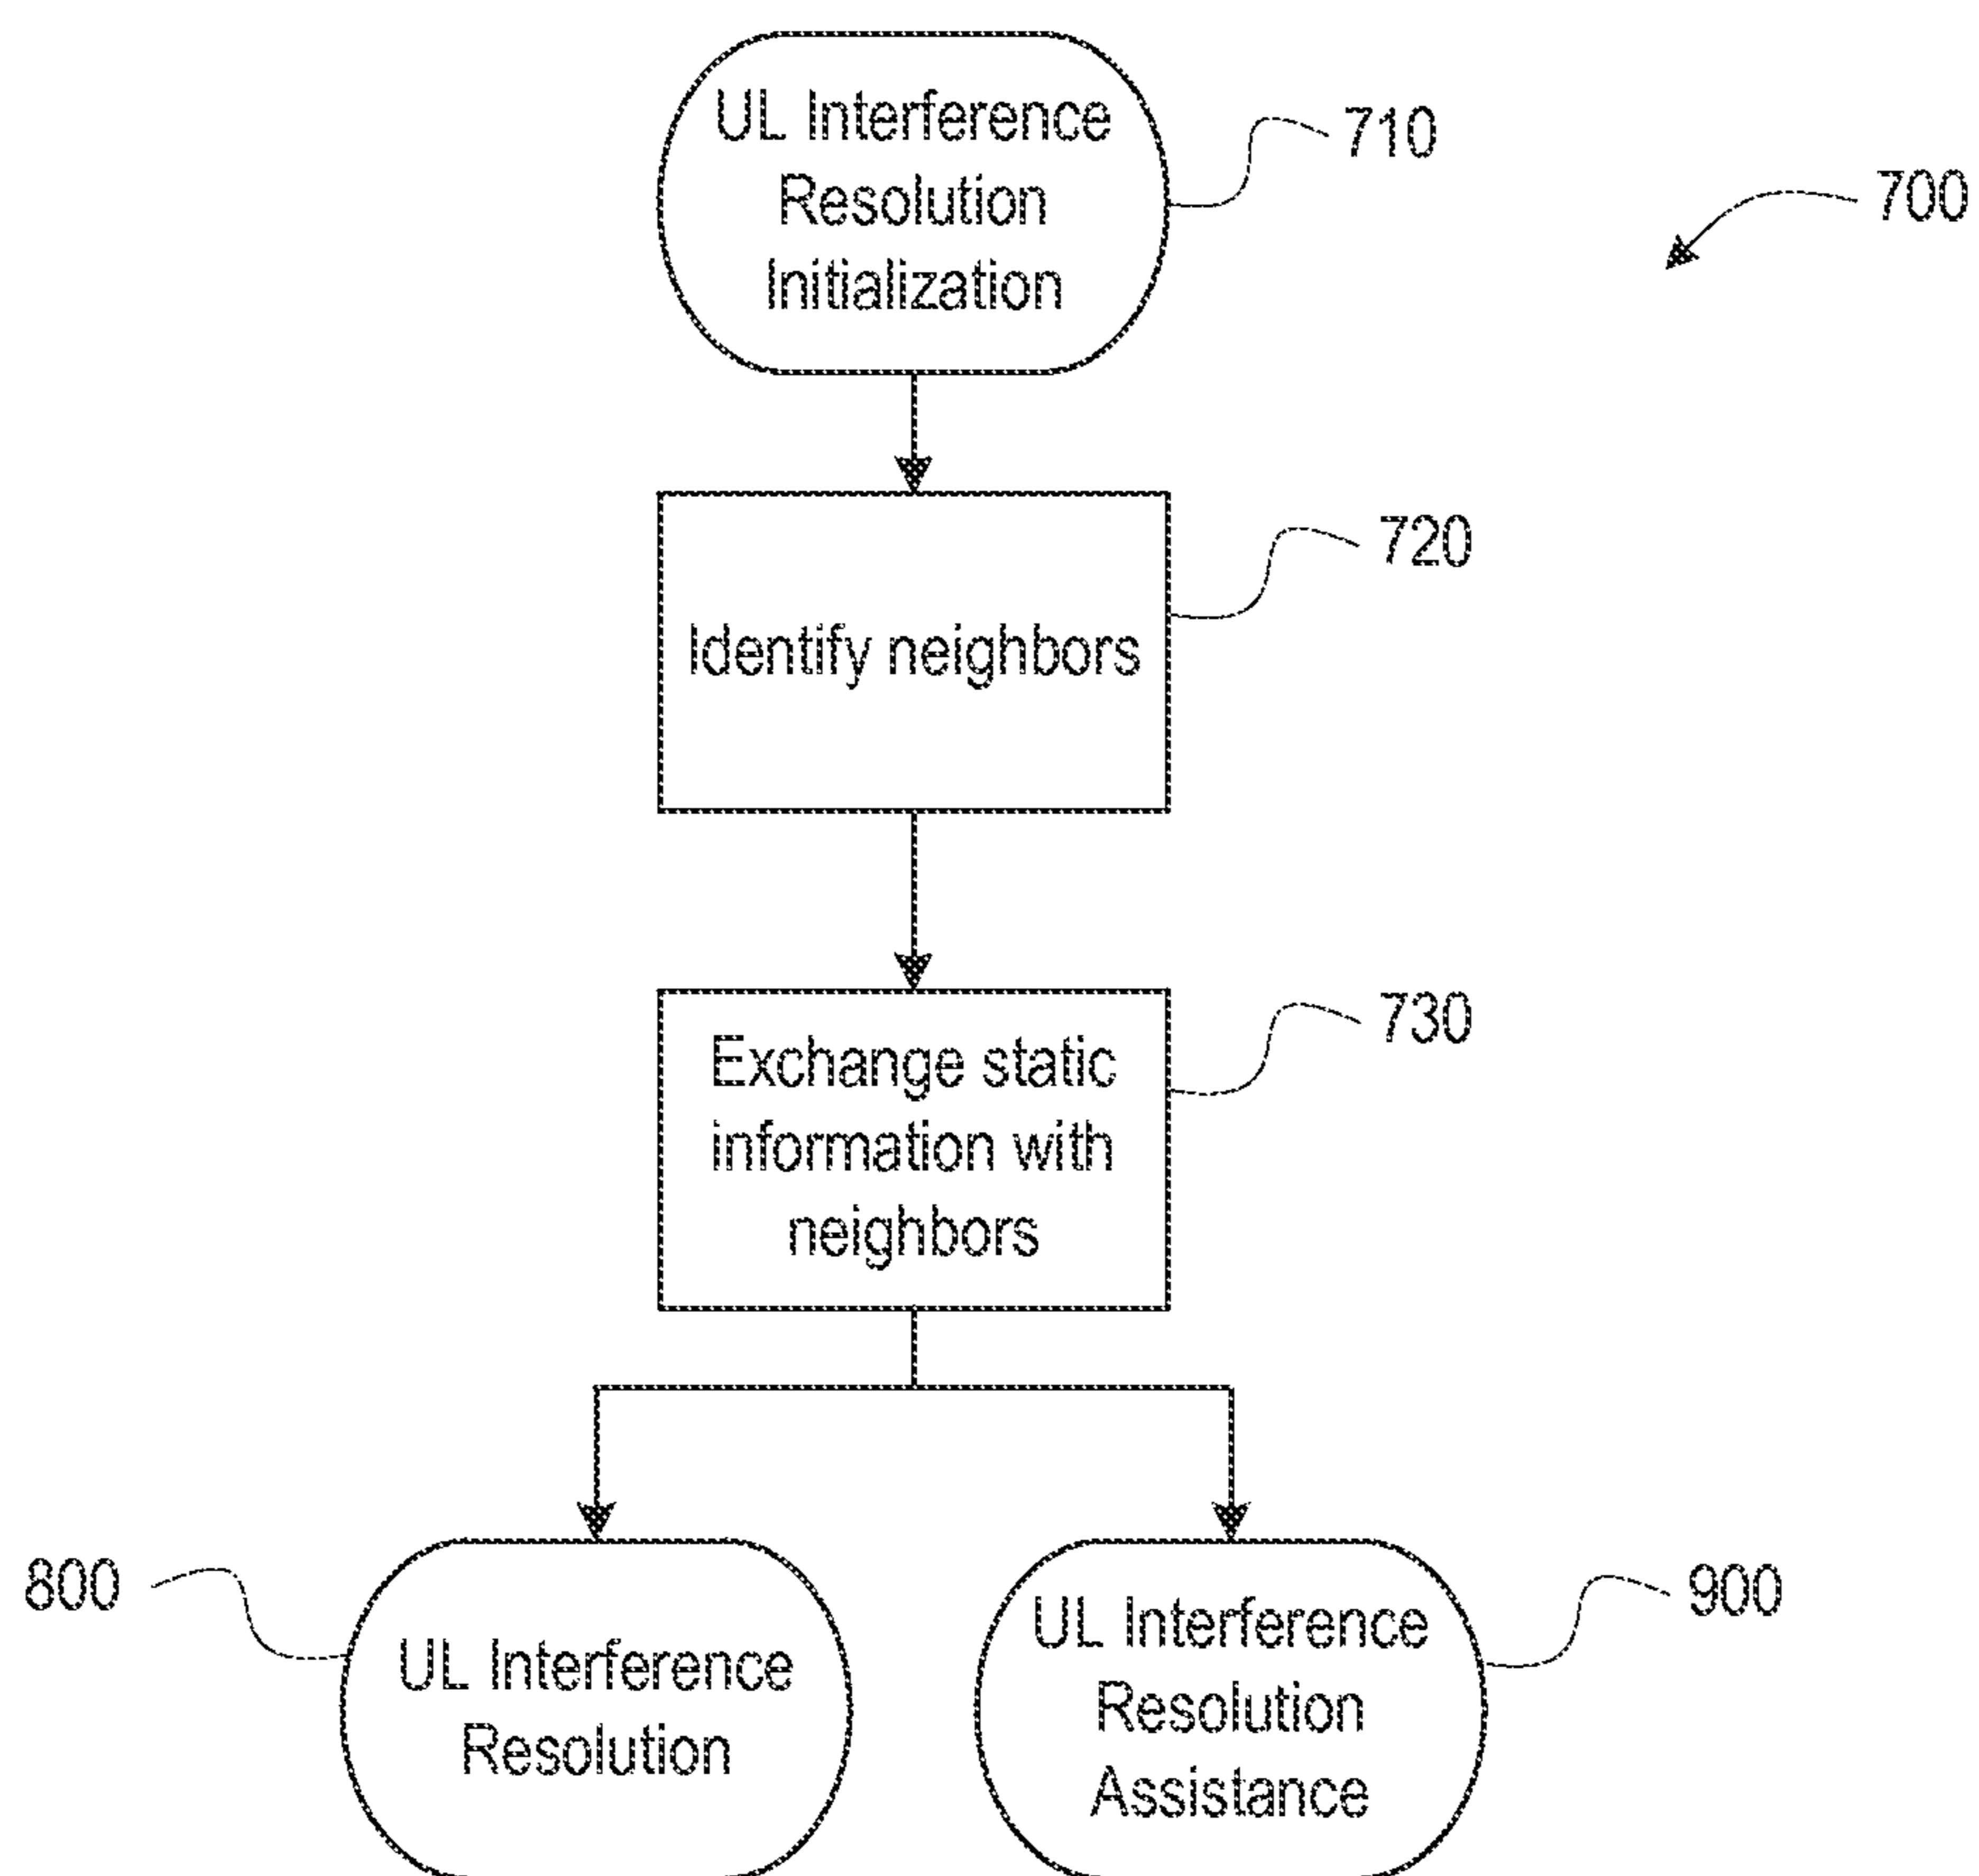 UL Interference
Resolution
Initialization
710
700
Identify neighbors
720
Exchange static
information with
neighbors
730
800
UL Interference
Resolution
UL Interference
Resolution
Assistance
900